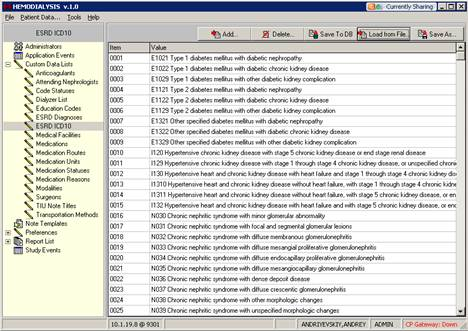 HEMODIALYSIS v.1.0
Currently Sharing
File Patient Data... Tools Help
ESRD ICD10
Add...
Delete...
Save To DB
Load from File.
Save As...
Administrators
Application Events
Custom Data Lists
Anticoagulants
Attending Nephrologists
Code Statuses
Dialyzer List
Education Codes
ESRD Diagnoses
ESRD ICD10
Medical Facilities
Medications
Medication Routes
Medication Units
Medication Statuses
Medication Reasons
Modalities
Surgeons
TIU Note Titles
Transportation Methods
Note Templates
Preferences
Report List
Study Events
Item Value
0001 E1021 Type 1 diabetes mellitus with diabetic nephropathy
0002 E1022 Type 1 diabetes mellitus with diabetic chronic kidney disease
0003 E1029 Type 1 diabetes mellitus with other diabetic kidney complication
0004 E1121 Type 2 diabetes mellitus with diabetic nephropathy
0005 E1122 Type 2 diabetes mellitus with diabetic chronic kidney disease
0006 E1129 Type 2 diabetes mellitus with other diabetic kidney complication
0007 E1321 Other specified diabetes mellitus with diabetic nephropathy
0008 E1322 Other specified diabetes mellitus with diabetic chronic kidney disease
0009 E1329 Other specified diabetes mellitus with other diabetic kidney complication
0010 I120 Hypertensive chronic kidney disease with stage 5 chronic kidney disease or end stage renal disease
0011 I129 Hypertensive chronic kidney disease with stage 1 through stage 4 chronic kidney disease, or unspecified chronic
0012 I130 Hypertensive heart and chronic kidney disease with heart failure and stage 1 through stage 4 chronic kidney
0013 I1310 Hypertensive heart and chronic kidney disease without heart failure, with stage 1 through stage 4 chronic
0014 I1311 Hypertensive heart and chronic kidney disease without heart failure, with stage 5 chronic kidney disease, or en
0015 I132 Hypertensive heart and chronic kidney disease with heart failure and with stage 5 chronic kidney disease, or e
0016 N030 Chronic nephritic syndrome with minor glomerular abnormality
0017 N031 Chronic nephritic syndrome with focal and segmental glomerular lesions
0018 N032 Chronic nephritic syndrome with diffuse membranous glomerulonephritis
0019 N033 Chronic nephritic syndrome with diffuse mesangial proliferative glomerulonephritis
0020 N034 Chronic nephritic syndrome with diffuse endocapillary proliferative glomerulonephritis
0021 N035 Chronic nephritic syndrome with diffuse mesangiocapillary glomerulonephritis
0022 N036 Chronic nephritic syndrome with dense deposit disease
0023 N037 Chronic nephritic syndrome with diffuse crescentic glomerulonephritis
0024 N038 Chronic nephritic syndrome with other morphologic changes
0025 N039 Chronic nephritic syndrome with unspecified morphologic changes
10.1.19.8 @ 9301
ANDRIYEVSKIY,ANDREY
ADMIN
CP Gateway: Down